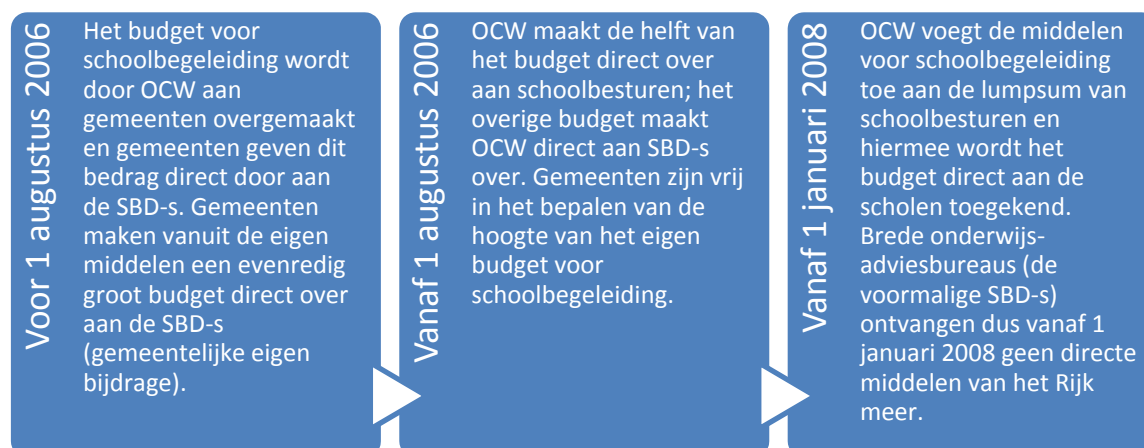 Voor 1 augustus 2006
Het budget voor
schoolbegeleiding wordt
door OCW aan
gemeenten overgemaakt
en gemeenten geven dit
bedrag direct door aan
de SBD-s. Gemeenten
maken vanuit de eigen
middelen een evenredig
groot budget direct over
aan de SBD-s
(gemeentelijke eigen
bijdrage).
Vanaf 1 augustus 2006
OCW maakt de helft van
het budget direct over
aan schoolbesturen; het
overige budget maakt
OCW direct aan SBD-s
over. Gemeenten zijn vrij
in het bepalen van de
hoogte van het eigen
budget voor
schoolbegeleiding.
Vanaf 1 januari 2008
OCW voegt de middelen
voor schoolbegeleiding
toe aan de lumpsum van
schoolbesturen en
hiermee wordt het
budget direct aan de
scholen toegekend.
Brede onderwijs-
adviesbureaus (de
voormalige SBD-s)
ontvangen dus vanaf 1
januari 2008 geen directe
middelen van het Rijk
meer.